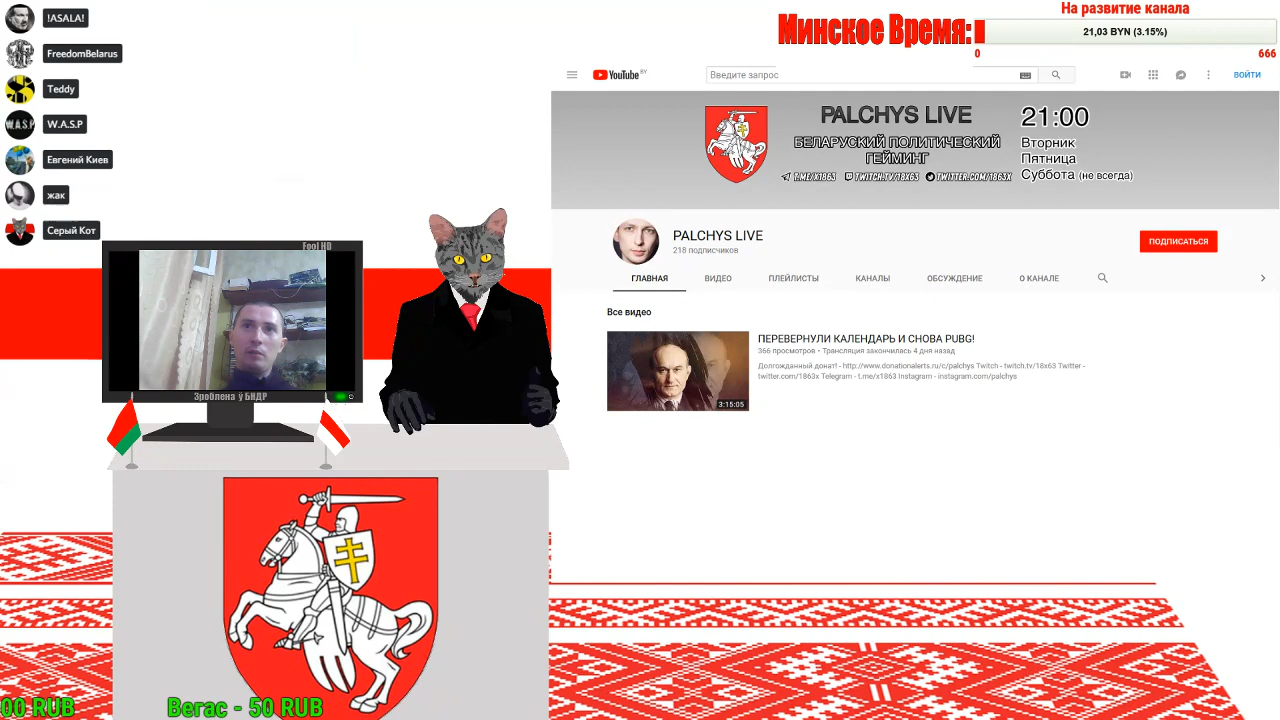 !ASALA!
FreedomBelarus
Teddy
W.A.S.P
W.A.S.P
Евгений Киев
жак
Серый Кот
Fool HD
Зроблена ў БНДР
00 RUB
Вегас - 50 RUB
Минское Время:
На развитие канала
21,03 BYN (3.15%)
0
666
YouTube BY
Введите запрос
ВОЙТИ
PALCHYS LIVE
БЕЛАРУСКИЙ ПОЛИТИЧЕСКИЙ
ГЕЙМИНГ
T.ME/X1863
TWITCH.TV/18X63
TWITTER.COM/1863X
21:00
Вторник
Пятница
Суббота (не всегда)
PALCHYS LIVE
218 подписчиков
ПОДПИСАТЬСЯ
ГЛАВНАЯ
ВИДЕО
ПЛЕЙЛИСТЫ
КАНАЛЫ
ОБСУЖДЕНИЕ
О КАНАЛЕ
Все видео
3:15:05
ПЕРЕВЕРНУЛИ КАЛЕНДАРЬ И СНОВА PUBG!
366 просмотров • Трансляция закончилась 4 дня назад
Долгожданный донат! - http://www.donationalerts.ru/c/palchys Twitch - twitch.tv/18x63 Twitter -
twitter.com/1863x Telegram - t.me/x1863 Instagram - instagram.com/palchys